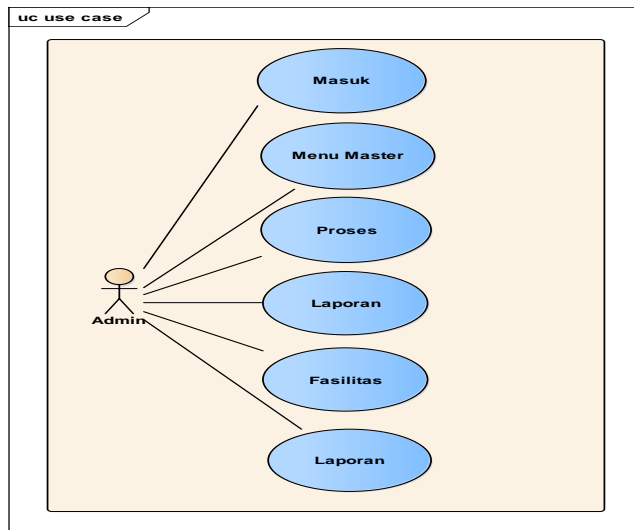 uc use case
Masuk
Menu Master
Proses
Laporan
Admin
Fasilitas
Laporan